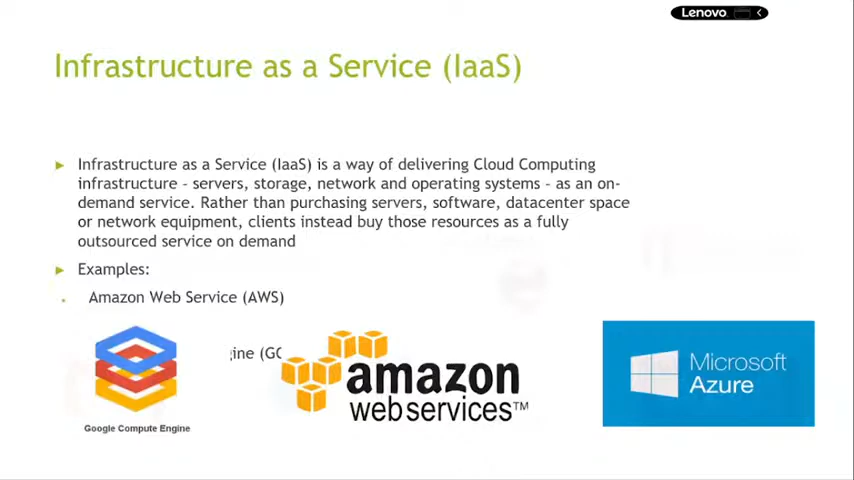 Lenovo
Infrastructure as a Service (IaaS)
Infrastructure as a Service (IaaS) is a way of delivering Cloud Computing
infrastructure – servers, storage, network and operating systems – as an on-
demand service. Rather than purchasing servers, software, datacenter space
or network equipment, clients instead buy those resources as a fully
outsourced service on demand
Examples:
Amazon Web Service (AWS)
Google Compute Engine
amazon
webservices™
Microsoft
Azure